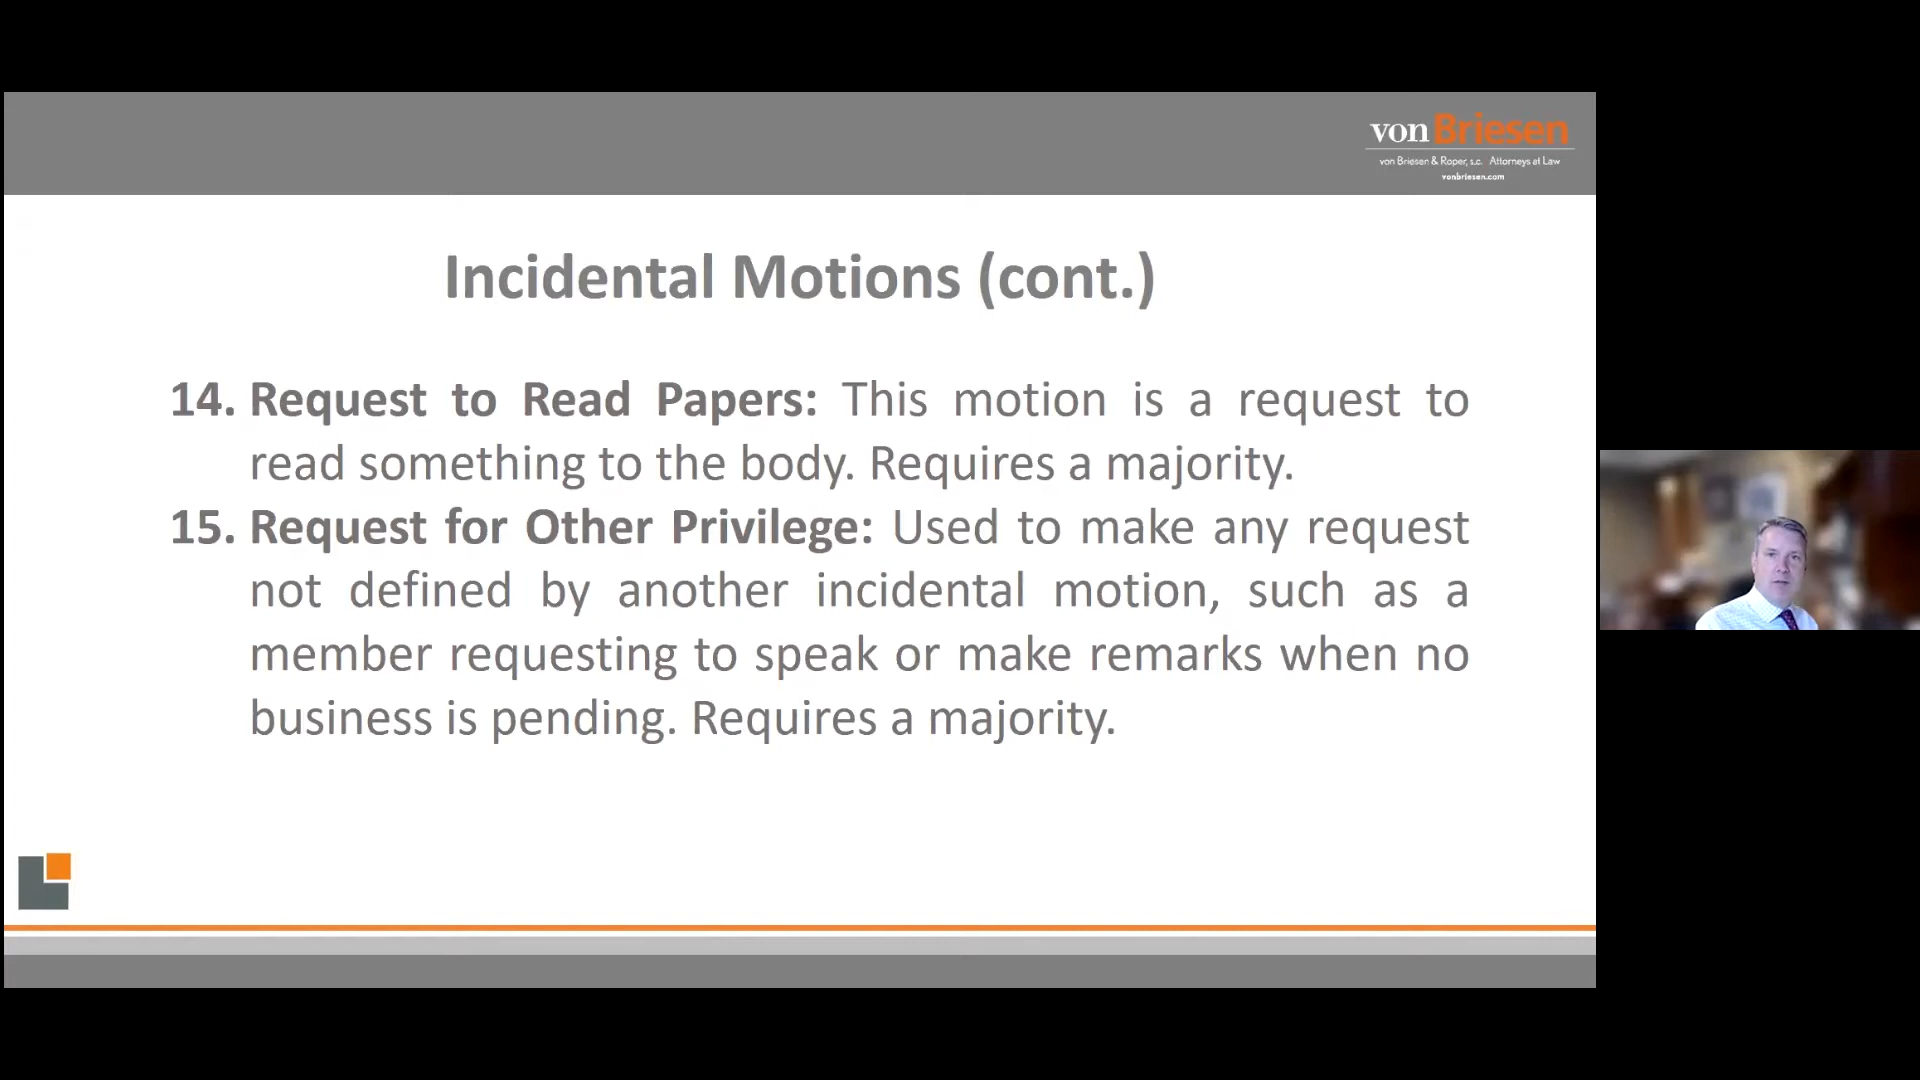 von Briesen
von Briesen & Roper, s.c. Attorneys at Law
vonbriesen.com
Incidental Motions (cont.)
14. Request to Read Papers: This motion is a request to
read something to the body. Requires a majority.
15. Request for Other Privilege: Used to make any request
not defined by another incidental motion, such as a
member requesting to speak or make remarks when no
business is pending. Requires a majority.